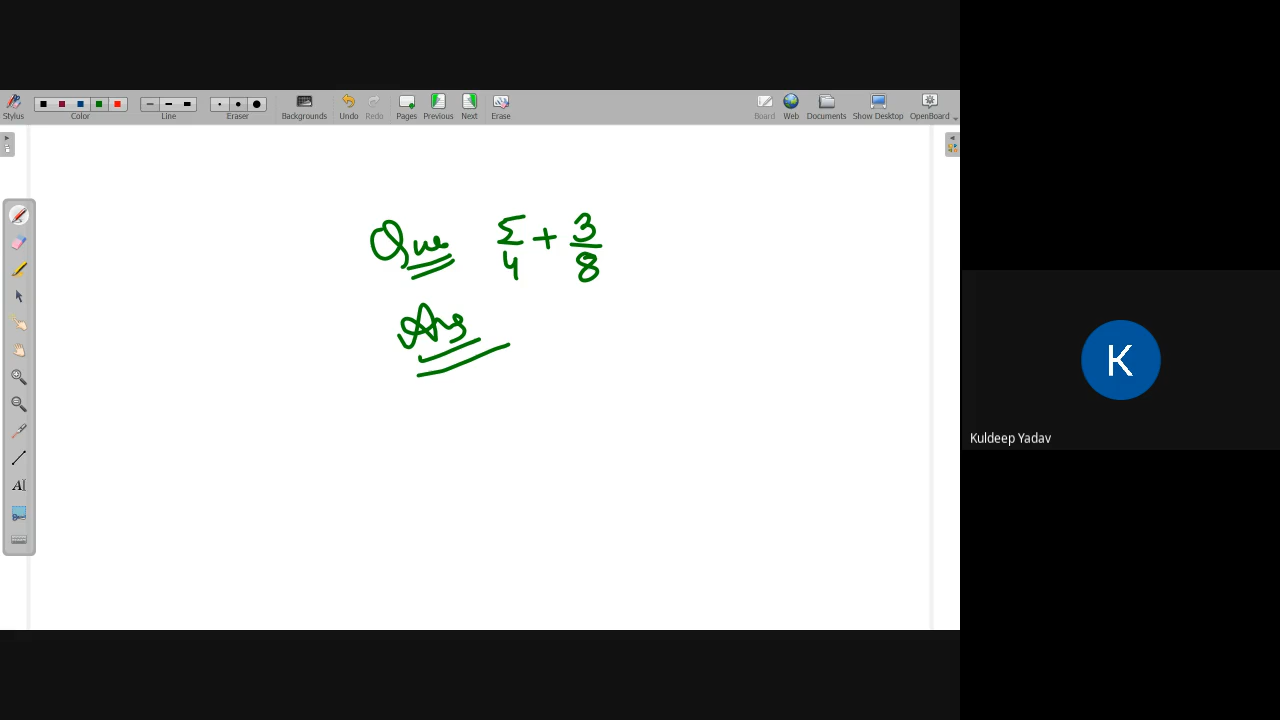 Stylus
Color
Line
Eraser
Backgrounds
Undo
Redo
Pages
Previous
Next
Erase
Board
Web
Documents
Show Desktop
OpenBoard
Que Σ/4 + 3/8
Ans
AI
K
Kuldeep Yadav